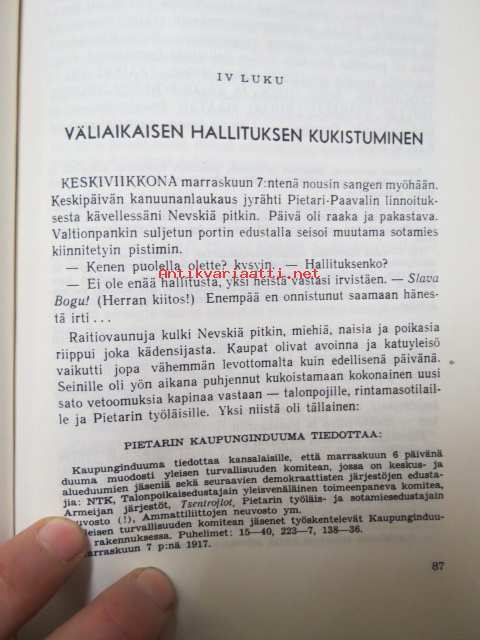 IV LUKU
VÄLIAIKAISEN HALLITUKSEN KUKISTUMINEN
KESKIVIIKKONA marraskuun 7:ntenä nousin sangen myöhään.
Keskipäivän kanuunanlaukaus jyrähti Pietari-Paavalin linnoituk-
sesta kävellessäni Nevskiä pitkin. Päivä oli raaka ja pakastava.
Valtionpankin suljetun portin edustalla seisoi muutama sotamies
kiinnitetyin pistimin.
— Kenen puolella olette? kysyin. — Hallituksenko?
Antikvariaatti.net
— Ei ole enää hallitusta, yksi heistä vastasi irvistäen. — Slava
Bogu! (Herran kiitos!) Enempää en onnistunut saamaan hänes-
tä irti ...
Raitiovaunuja kulki Nevskiä pitkin, miehiä, naisia ja poikasia
riippui joka kädensijasta. Kaupat olivat avoinna ja katuyleisö
vaikutti jopa vähemmän levottomalta kuin edellisenä päivänä.
Seinille oli yön aikana puhjennut kukoistamaan kokonainen uusi
sato vetoomuksia kapinaa vastaan — talonpojille, rintamasotilail-
le ja Pietarin työläisille. Yksi niistä oli tällainen:
PIETARIN KAUPUNGINDUUMA TIEDOTTAA:
Kaupunginduuma tiedottaa kansalaisille, että marraskuun 6 päivänä
duuma muodosti yleisen turvallisuuden komitean, jossa on keskus- ja
alueduumien jäseniä sekä seuraavien demokraattisten järjestöjen edusta-
jia: NTK, Talonpoikaisedustajain yleisvenäläinen toimeenpaneva komitea,
Armeijan järjestöt, Tsentroflot, Pietarin työläis- ja sotamiesedustajain
neuvosto (!), Ammattiliittojen neuvosto ym.
Yleisen turvallisuuden komitean jäsenet työskentelevät Kaupunginduu-
rakennuksessa. Puhelimet: 15—40, 223—7, 138—36.
marraskuun 7 p:nä 1917.
87